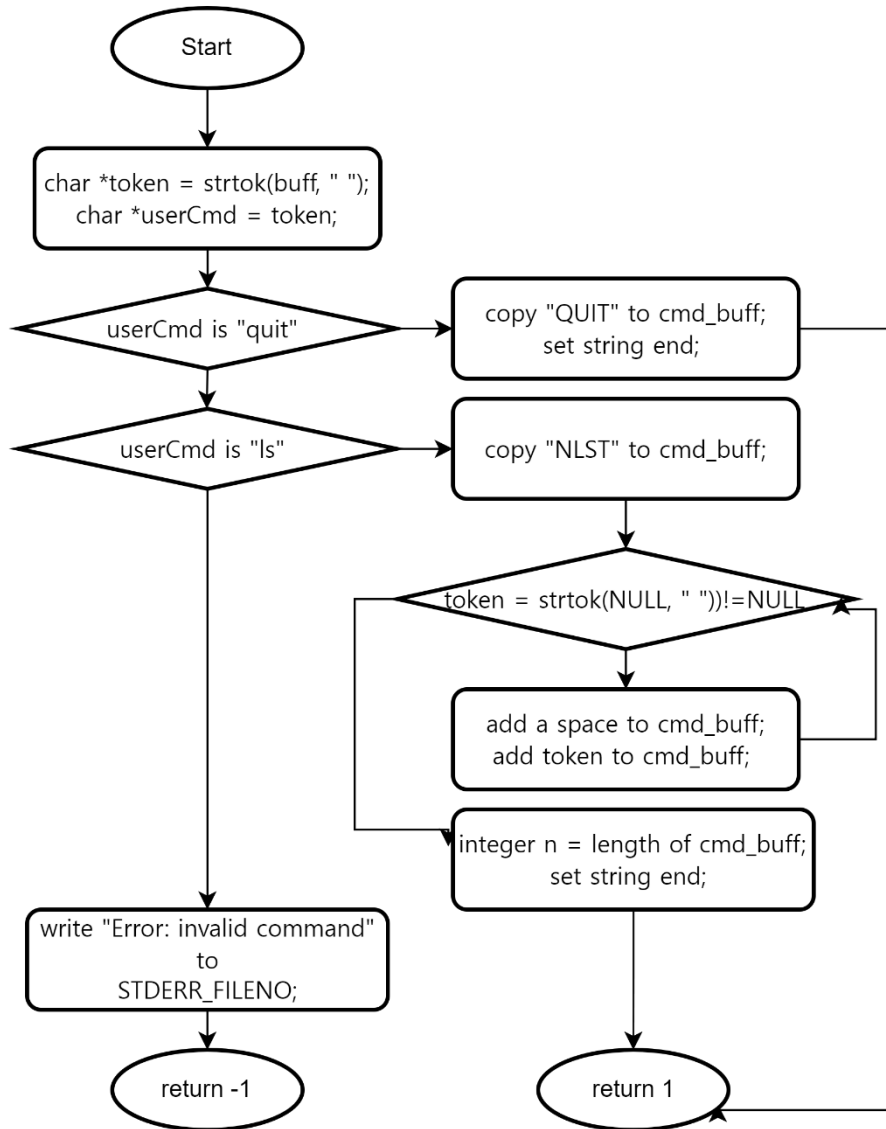 Start
char *token = strtok(buff, " ");
char *userCmd = token;
userCmd is "quit"
copy "QUIT" to cmd_buff;
set string end;
userCmd is "ls"
copy "NLST" to cmd_buff;
token = strtok(NULL, " "))!=NULL
add a space to cmd_buff;
add token to cmd_buff;
integer n = length of cmd_buff;
set string end;
write "Error: invalid command"
to
STDERR_FILENO;
return -1
return 1